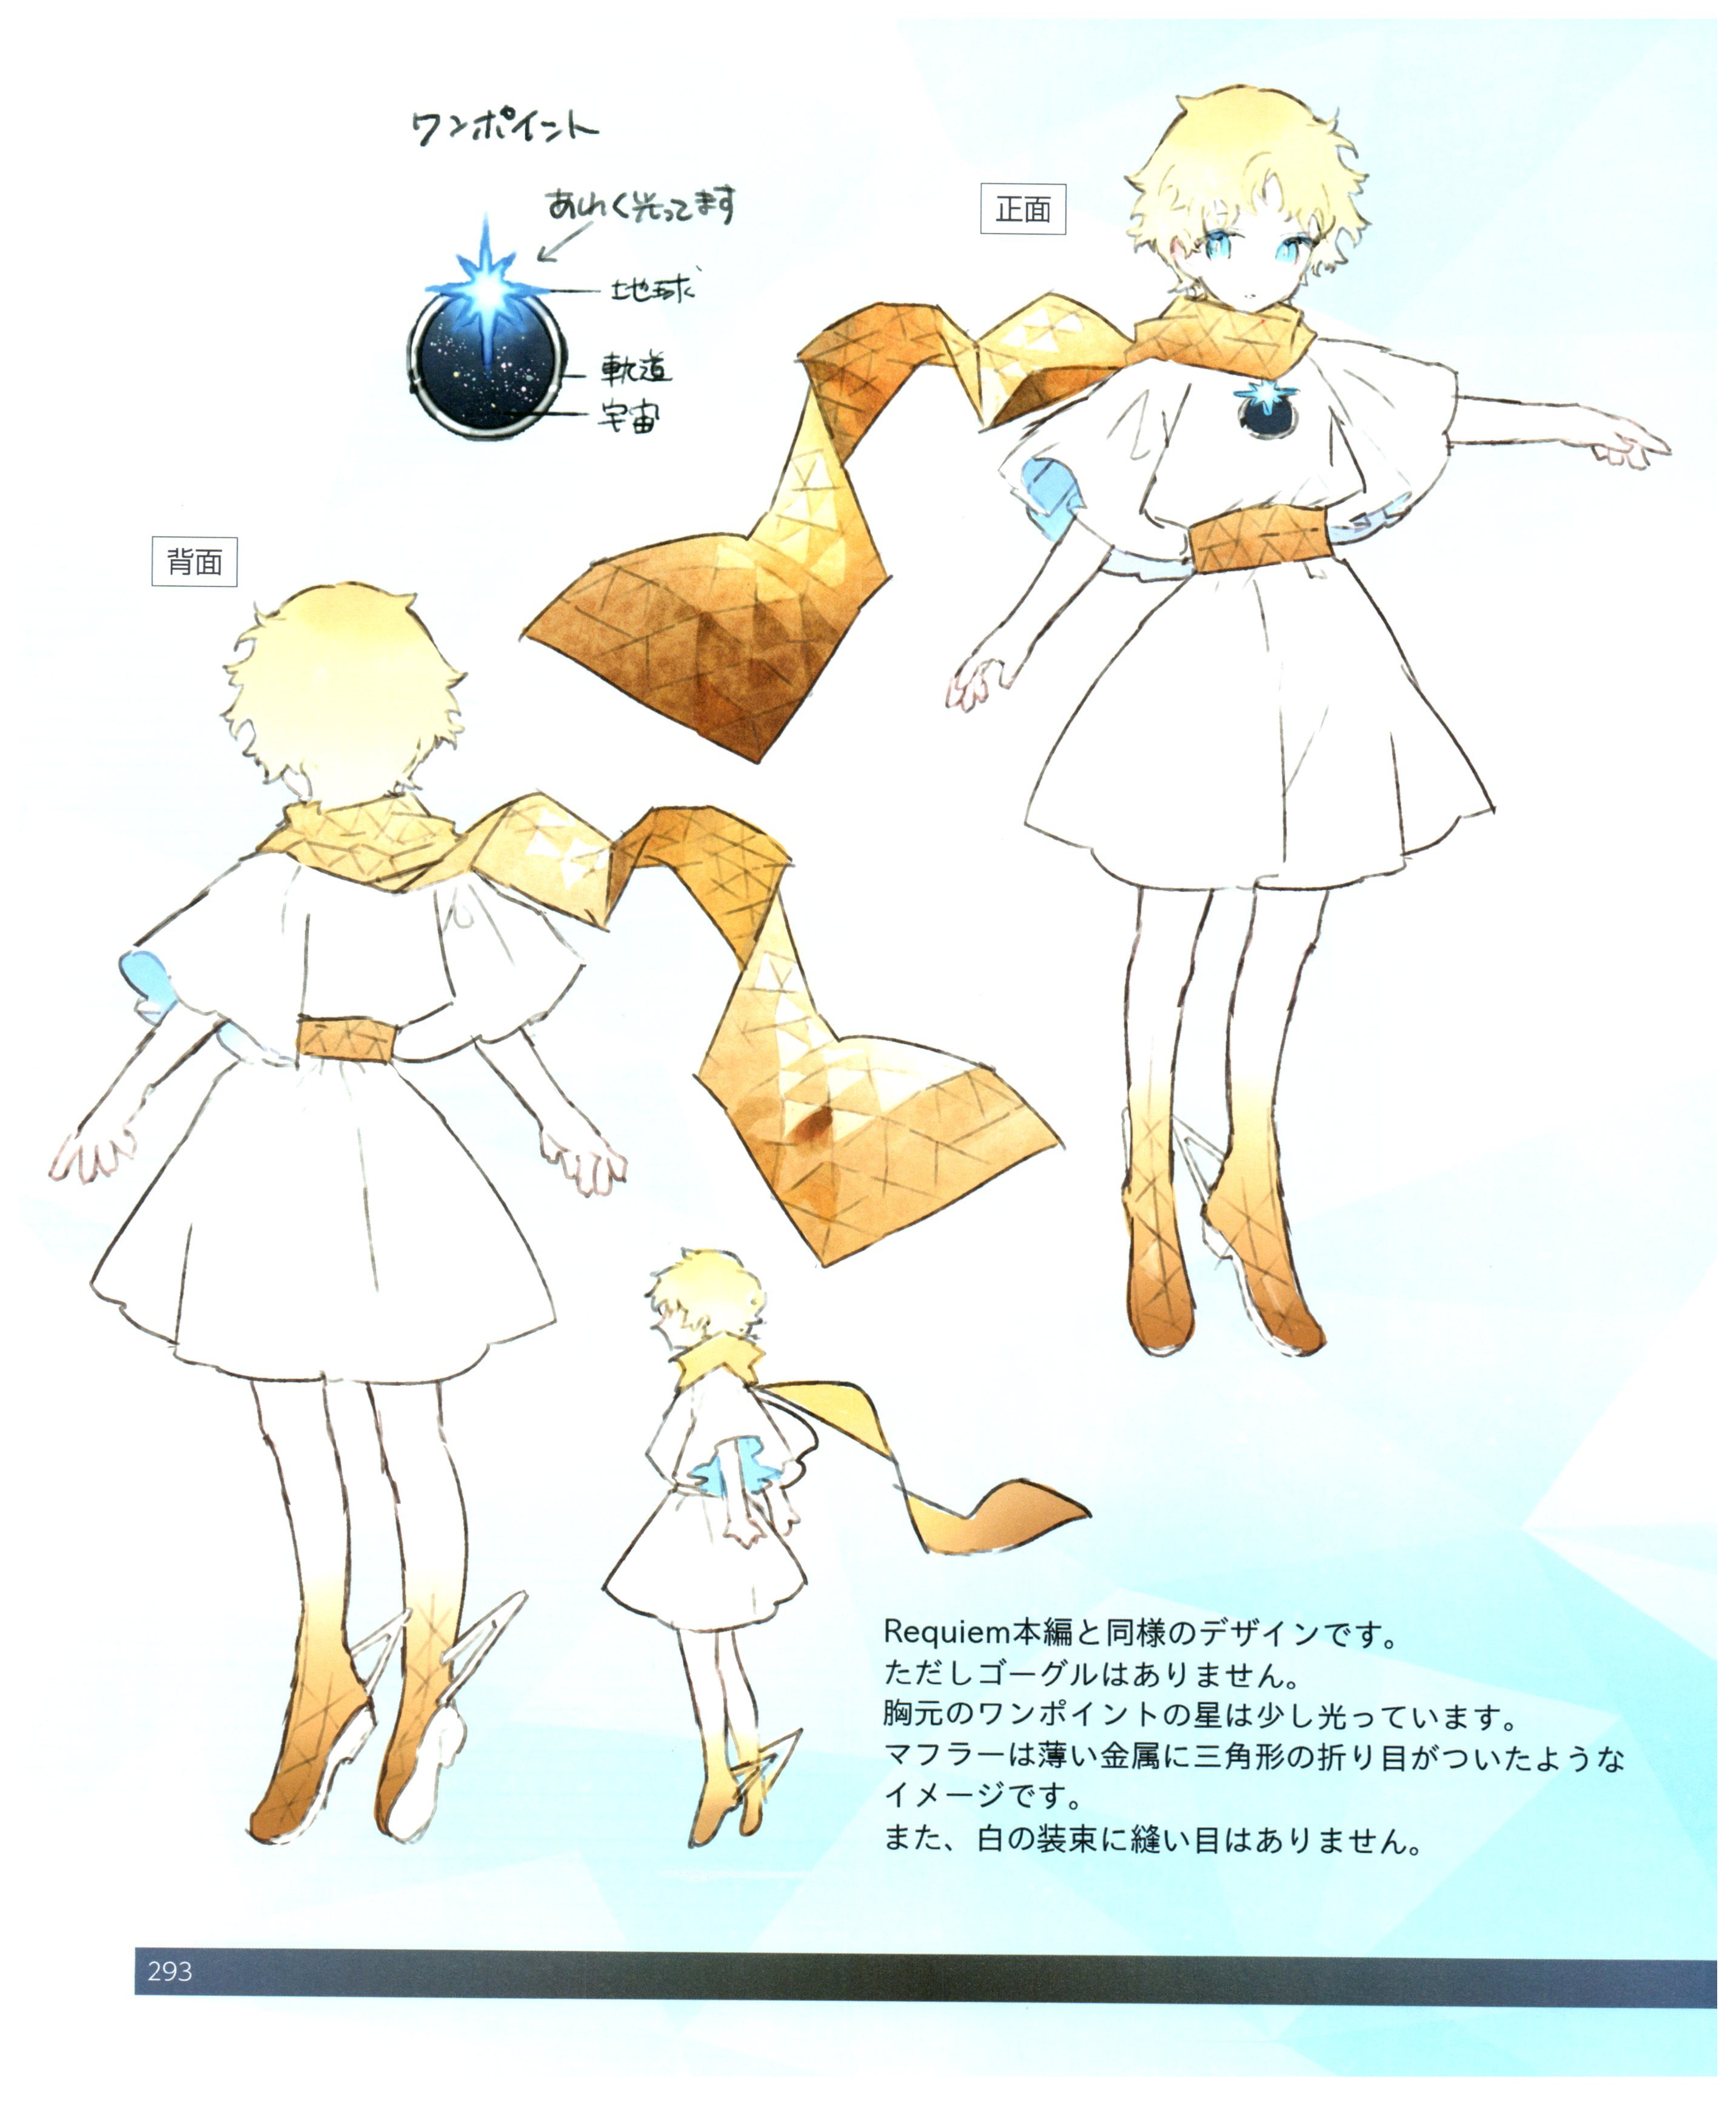 ワンポイント
あわく光ってます
地球
軌道
宇宙
正面
背面
Requiem本編と同様のデザインです。
ただしゴーグルはありません。
胸元のワンポイントの星は少し光っています。
マフラーは薄い金属に三角形の折り目がついたような
イメージです。
また、白の装束に縫い目はありません。
293